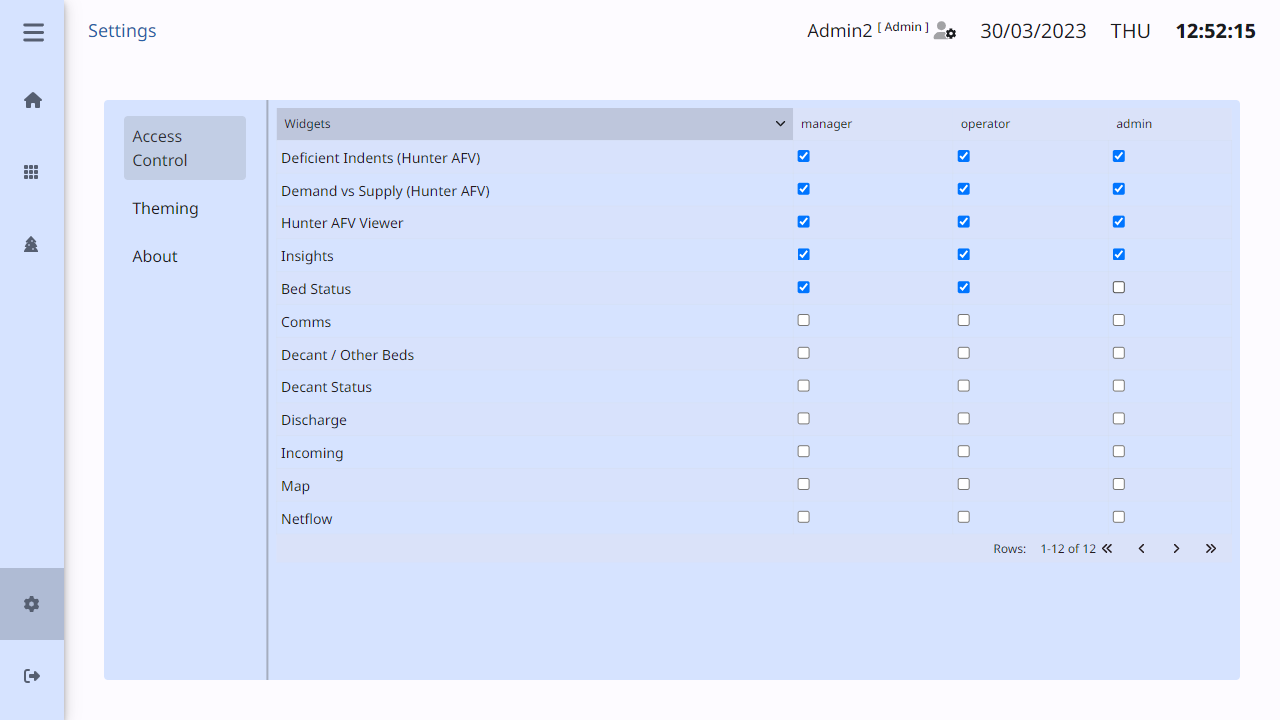 Settings
Admin2 [ Admin ] 30/03/2023 THU 12:52:15
Access
Control
Theming
About
Widgets manager operator admin
Deficient Indents (Hunter AFV)
Demand vs Supply (Hunter AFV)
Hunter AFV Viewer
Insights
Bed Status
Comms
Decant / Other Beds
Decant Status
Discharge
Incoming
Map
Netflow
Rows: 1-12 of 12